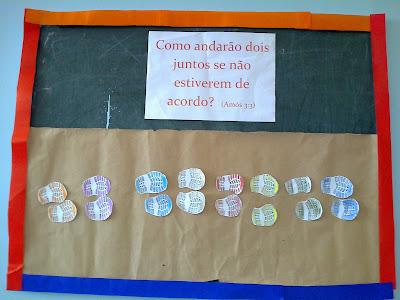 Como andarão dois
juntos se não
estiverem de
acordo? (Amós 3:3)